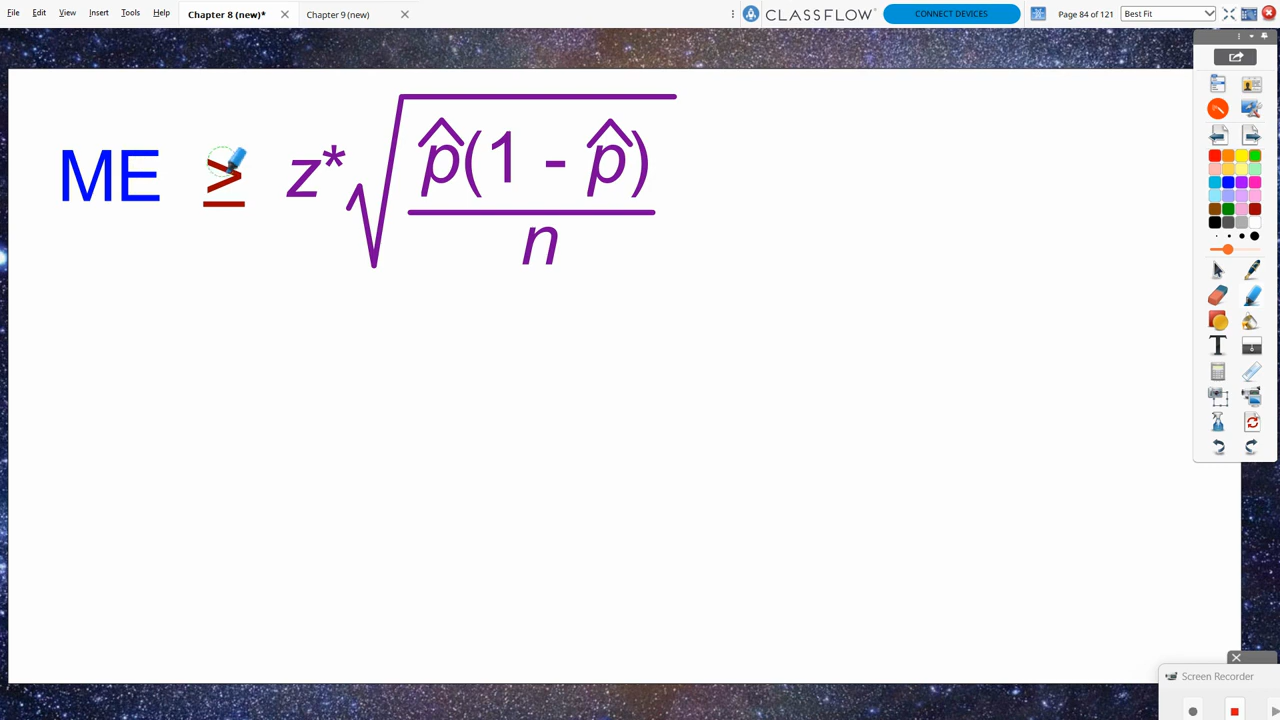 File Edit View Insert Tools Help Chapter 8 (new)* Chapter 9 (new) CLASSFLOW CONNECT DEVICES Page 84 of 121 Best Fit
ME ≥ z*√(p̂(1 - p̂)/n)
T
Screen Recorder